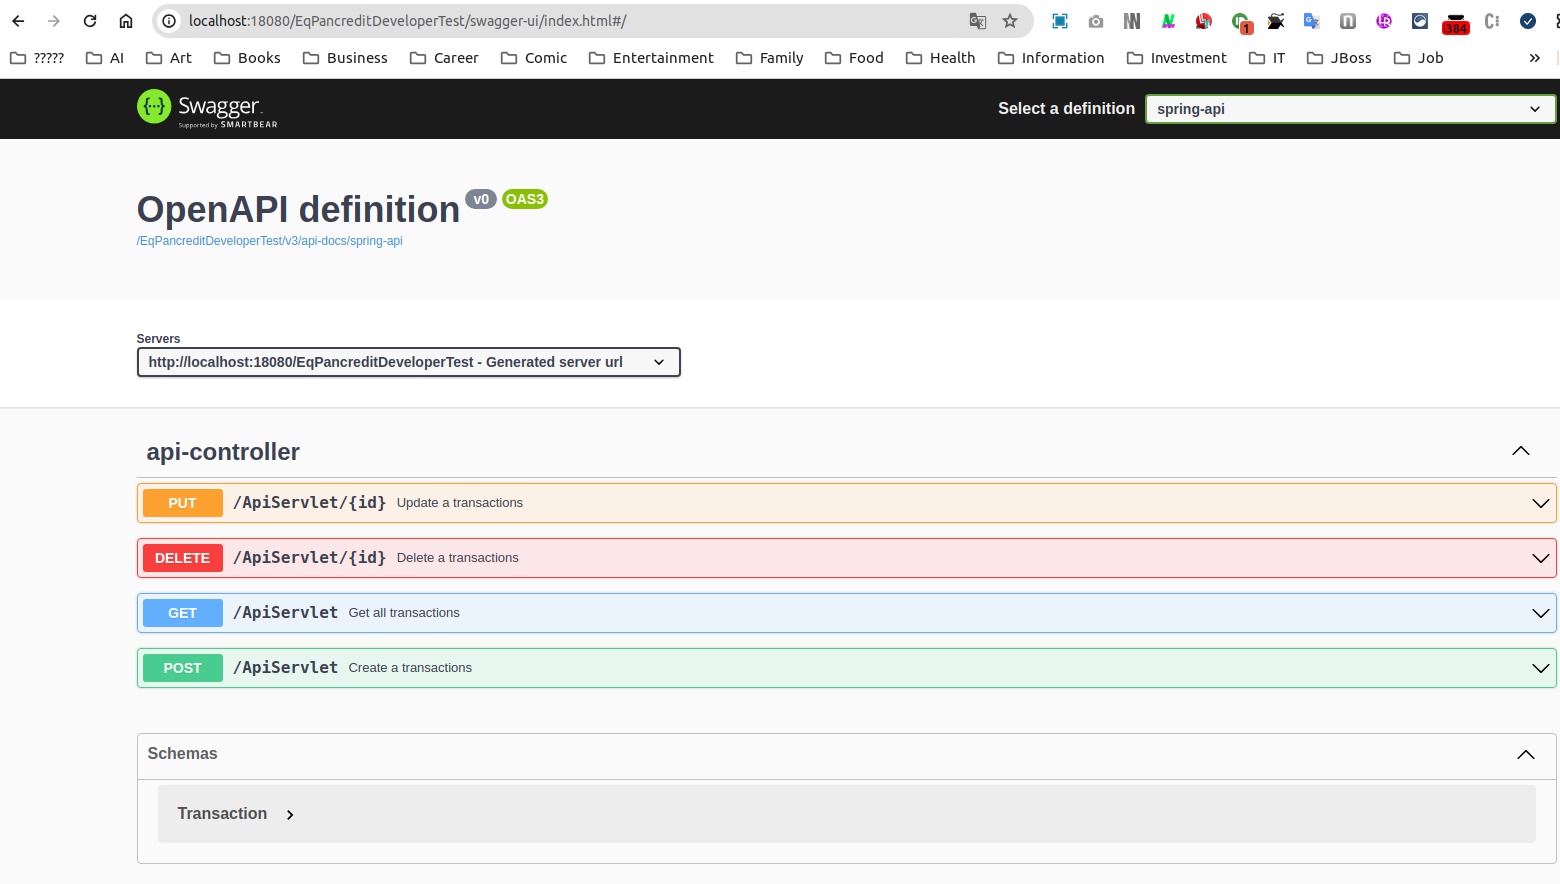 localhost:18080/EqPancreditDeveloperTest/swagger-ui/index.html#/
1
384
????? AI Art Books Business Career Comic Entertainment Family Food Health Information Investment IT JBoss Job »
Swagger
Supported by SMARTBEAR
Select a definition spring-api
OpenAPI definition v0 OAS3
/EqPancreditDeveloperTest/v3/api-docs/spring-api
Servers
http://localhost:18080/EqPancreditDeveloperTest - Generated server url
api-controller
PUT /ApiServlet/{id} Update a transactions
DELETE /ApiServlet/{id} Delete a transactions
GET /ApiServlet Get all transactions
POST /ApiServlet Create a transactions
Schemas
Transaction